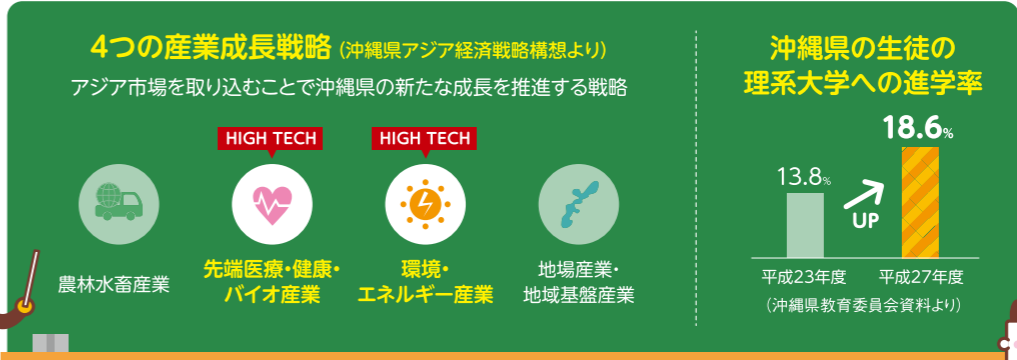 4つの産業成長戦略（沖縄県アジア経済戦略構想より）
アジア市場を取り込むことで沖縄県の新たな成長を推進する戦略
HIGH TECH
HIGH TECH
農林水畜産業
先端医療・健康・
バイオ産業
環境・
エネルギー産業
地場産業・
地域基盤産業
沖縄県の生徒の
理系大学への進学率
18.6%
13.8%
UP
平成23年度
平成27年度
（沖縄県教育委員会資料より）